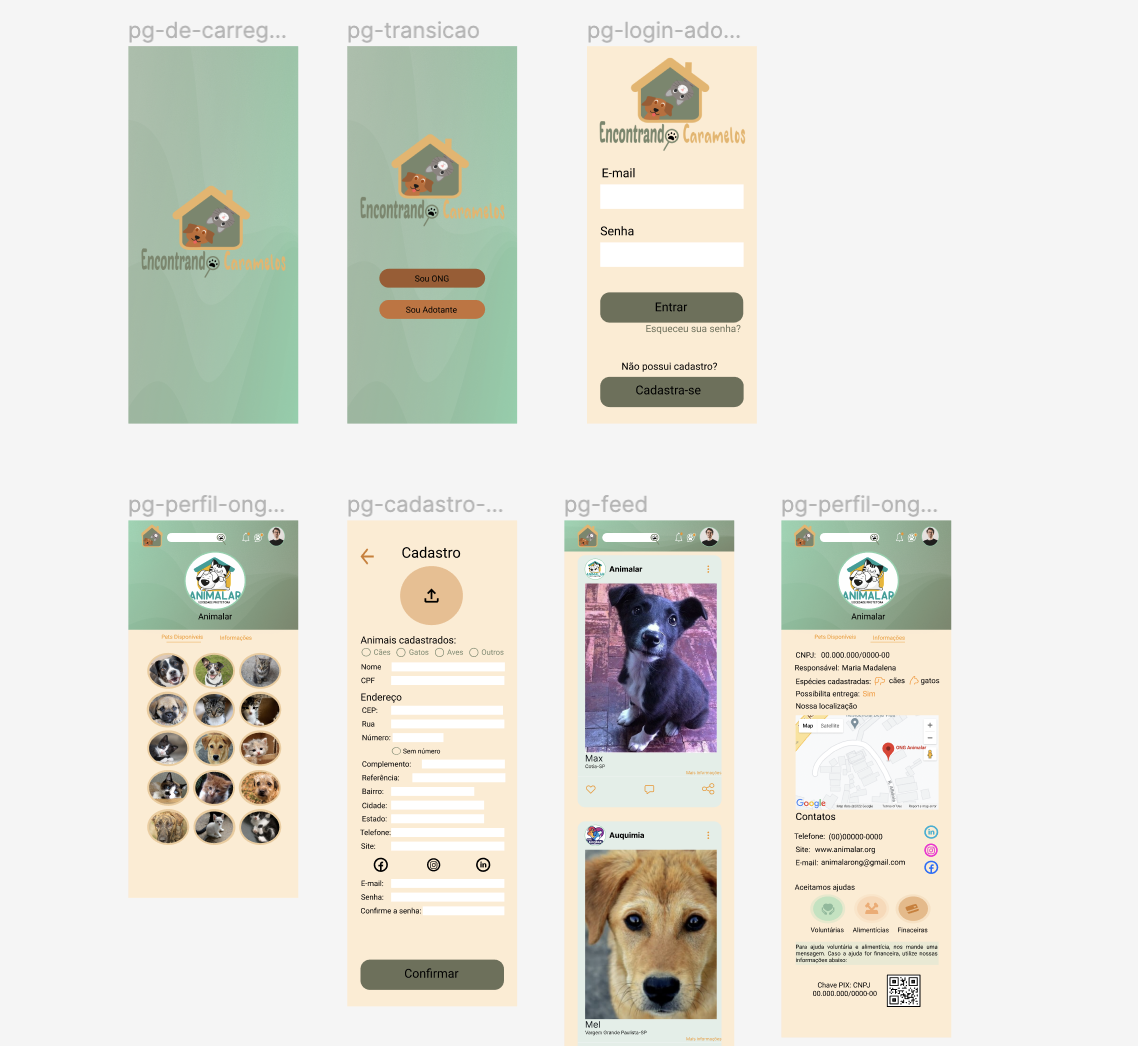 pg-de-carreg...
pg-transicao
pg-login-ado...
Encontrando Caramelos
Encontrando Caramelos
Sou ONG
Sou Adotante
Encontrando Caramelos
E-mail
Senha
Entrar
Esqueceu sua senha?
Não possui cadastro?
Cadastra-se
pg-perfil-ong...
pg-cadastro-...
pg-feed
pg-perfil-ong...
ANIMALAR
Animalar
Pets Disponíveis
Informações
Cadastro
Animais cadastrados:
Cães
Gatos
Aves
Outros
Nome
CPF
Endereço
CEP:
Rua
Número:
Sem número
Complemento:
Referência:
Bairro:
Cidade:
Estado:
Telefone:
Site:
E-mail:
Senha:
Confirme a senha:
Confirmar
Animalar
Max
Cotia-SP
Mais informações
Auquimia
Mel
Vargem Grande Paulista-SP
Mais informações
ANIMALAR
Animalar
Pets Disponíveis
Informações
CNPJ: 00.000.000/0000-00
Responsável: Maria Madalena
Espécies cadastradas: cães gatos
Possibilita entrega: Sim
Nossa localização
Map Satellite
ONG Animalar
Google
Contatos
Telefone: (00)00000-0000
Site: www.animalar.org
E-mail: animalarong@gmail.com
Aceitamos ajudas
Voluntárias
Alimentícias
Finaceiras
Para ajuda voluntária e alimentícia, nos mande uma
mensagem. Caso a ajuda for financeira, utilize nossas
informações abaixo:
Chave PIX: CNPJ
00.000.000/0000-00